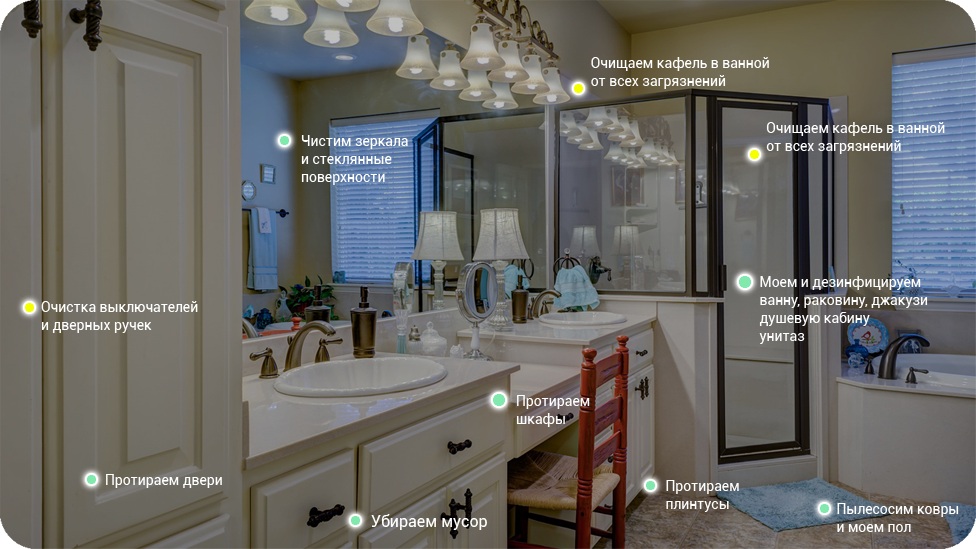 Очищаем кафель в ванной
от всех загрязнений
Очищаем кафель в ванной
от всех загрязнений
Чистим зеркала
и стеклянные
поверхности
Моем и дезинфицируем
ванну, раковину, джакузи
душевую кабину
унитаз
Очистка выключателей
и дверных ручек
Протираем
шкафы
Протираем двери
Протираем
плинтусы
Убираем мусор
Пылесосим ковры
и моем пол